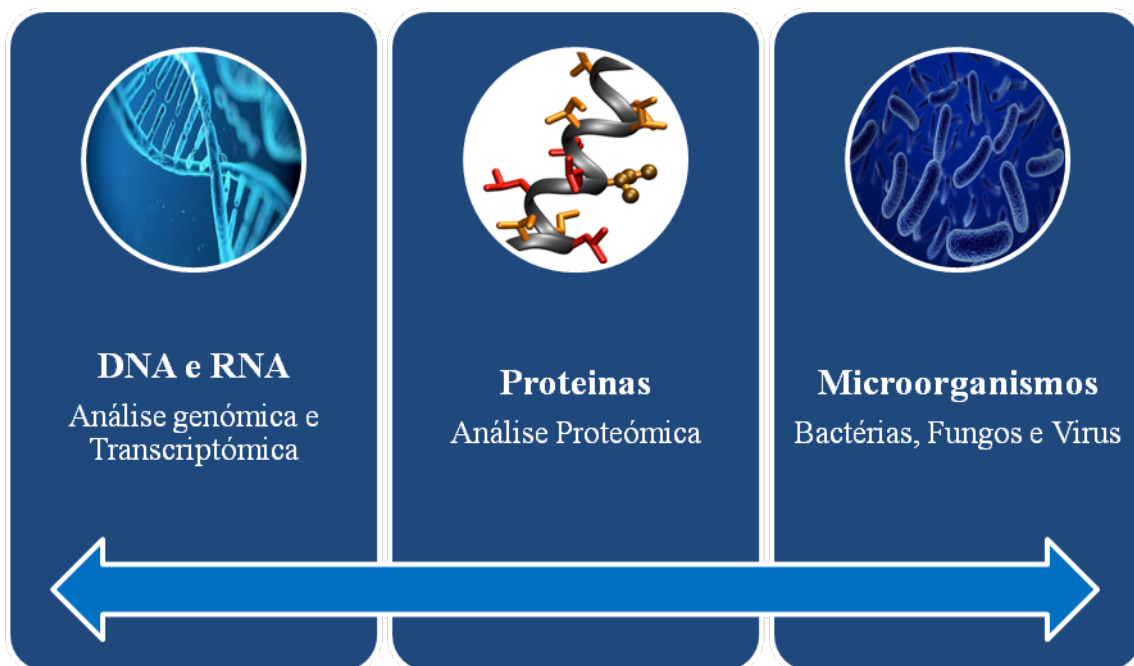 DNA e RNA
Análise genómica e
Transcriptómica
Proteinas
Análise Proteómica
Microorganismos
Bactérias, Fungos e Virus